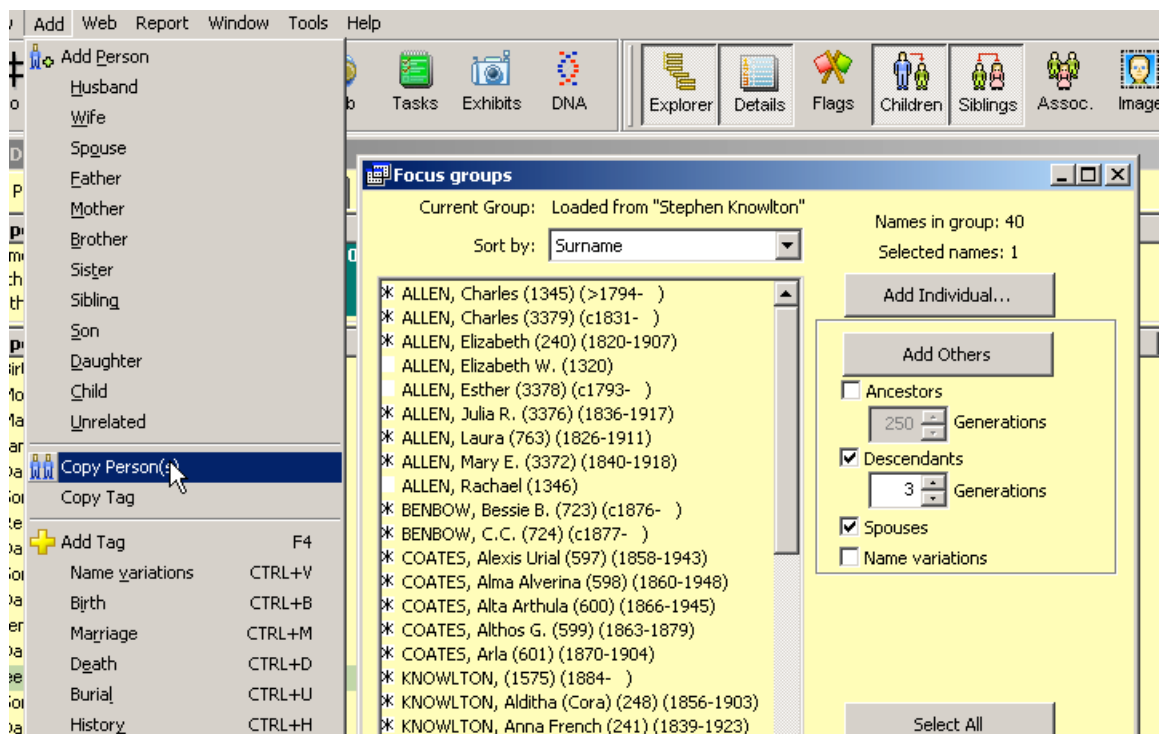 Add Web Report Window Tools Help
Add Person
Husband
Wife
Spouse
Father
Mother
Brother
Sister
Sibling
Son
Daughter
Child
Unrelated
Copy Person(s)
Copy Tag
Add Tag F4
Name variations CTRL+V
Birth CTRL+B
Marriage CTRL+M
Death CTRL+D
Burial CTRL+U
History CTRL+H
Tasks Exhibits DNA Explorer Details Flags Children Siblings Assoc. Image
Focus groups
Current Group: Loaded from "Stephen Knowlton"
Sort by: Surname
ALLEN, Charles (1345) (>1794- )
ALLEN, Charles (3379) (c1831- )
ALLEN, Elizabeth (240) (1820-1907)
ALLEN, Elizabeth W. (1320)
ALLEN, Esther (3378) (c1793- )
ALLEN, Julia R. (3376) (1836-1917)
ALLEN, Laura (763) (1826-1911)
ALLEN, Mary E. (3372) (1840-1918)
ALLEN, Rachael (1346)
BENBOW, Bessie B. (723) (c1876- )
BENBOW, C.C. (724) (c1877- )
COATES, Alexis Urial (597) (1858-1943)
COATES, Alma Alverina (598) (1860-1948)
COATES, Alta Arthula (600) (1866-1945)
COATES, Althos G. (599) (1863-1879)
COATES, Arla (601) (1870-1904)
KNOWLTON, (1575) (1884- )
KNOWLTON, Alditha (Cora) (248) (1856-1903)
KNOWLTON, Anna French (241) (1839-1923)
Names in group: 40
Selected names: 1
Add Individual...
Add Others
Ancestors
250 Generations
Descendants
3 Generations
Spouses
Name variations
Select All